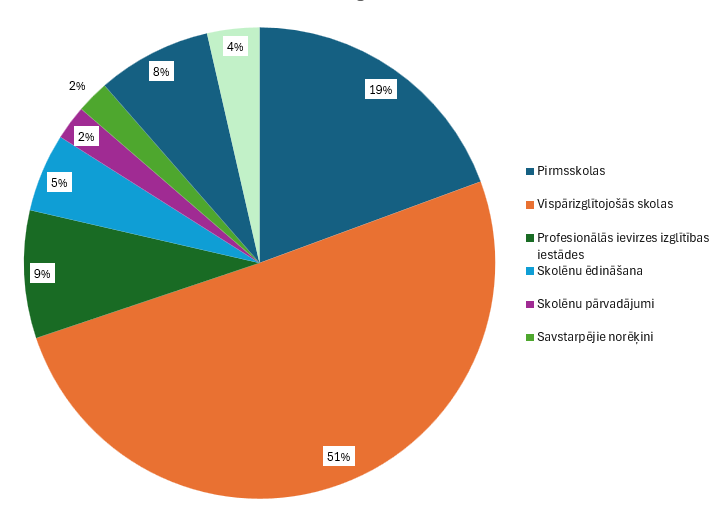 4%
8%
19%
2%
2%
5%
9%
51%
Pirmsskolas
Vispārizglītojošās skolas
Profesionālās ievirzes izglītības
iestādes
Skolēnu ēdināšana
Skolēnu pārvadājumi
Savstarpējie norēķini